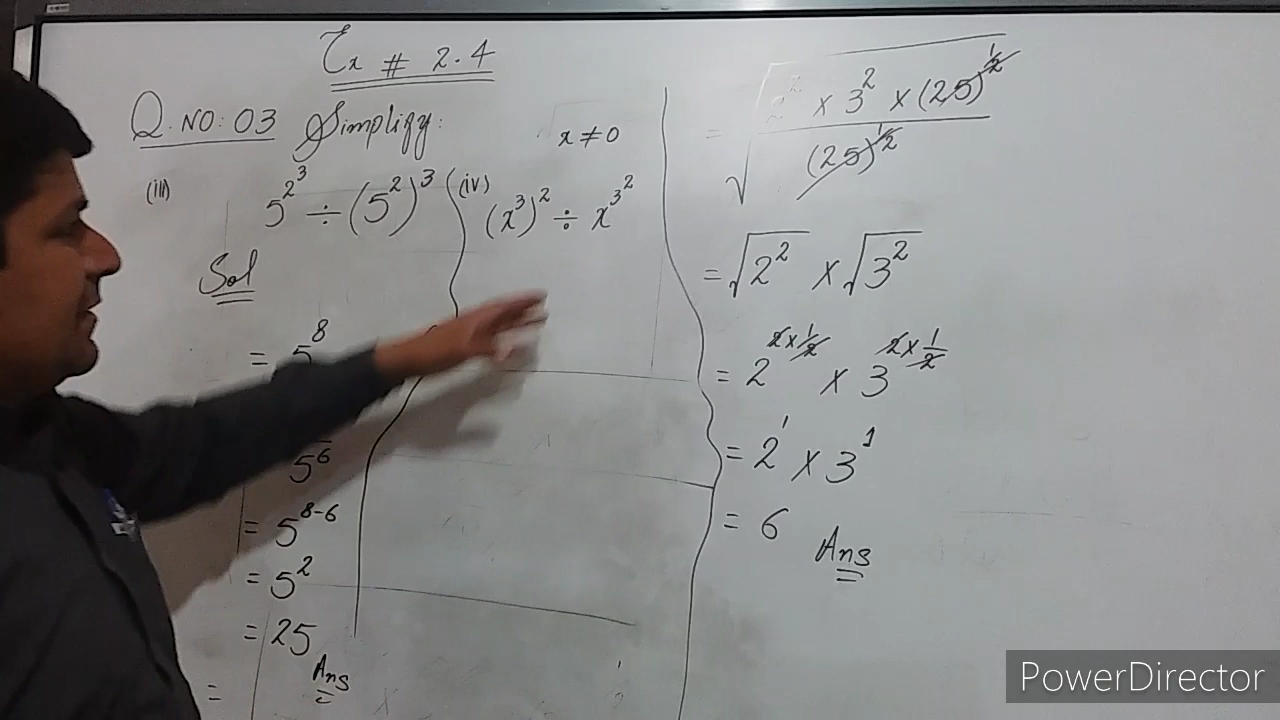 Ex # 2.4
Q.NO:03 Simplify:
x ≠ 0
(iii) 5^2^3 ÷ (5^2)^3
(iv) (x^3)^2 ÷ x^3^2
Sol
= 5^8
5^6
= 5^8-6
= 5^2
= 25
Ans
=
= √ 2^2 × 3^2 × (25)^1/2
(25)^1/2
= √2^2 × √3^2
= 2^2×1/2 × 3^2×1/2
= 2^1 × 3^1
= 6
Ans
PowerDirector